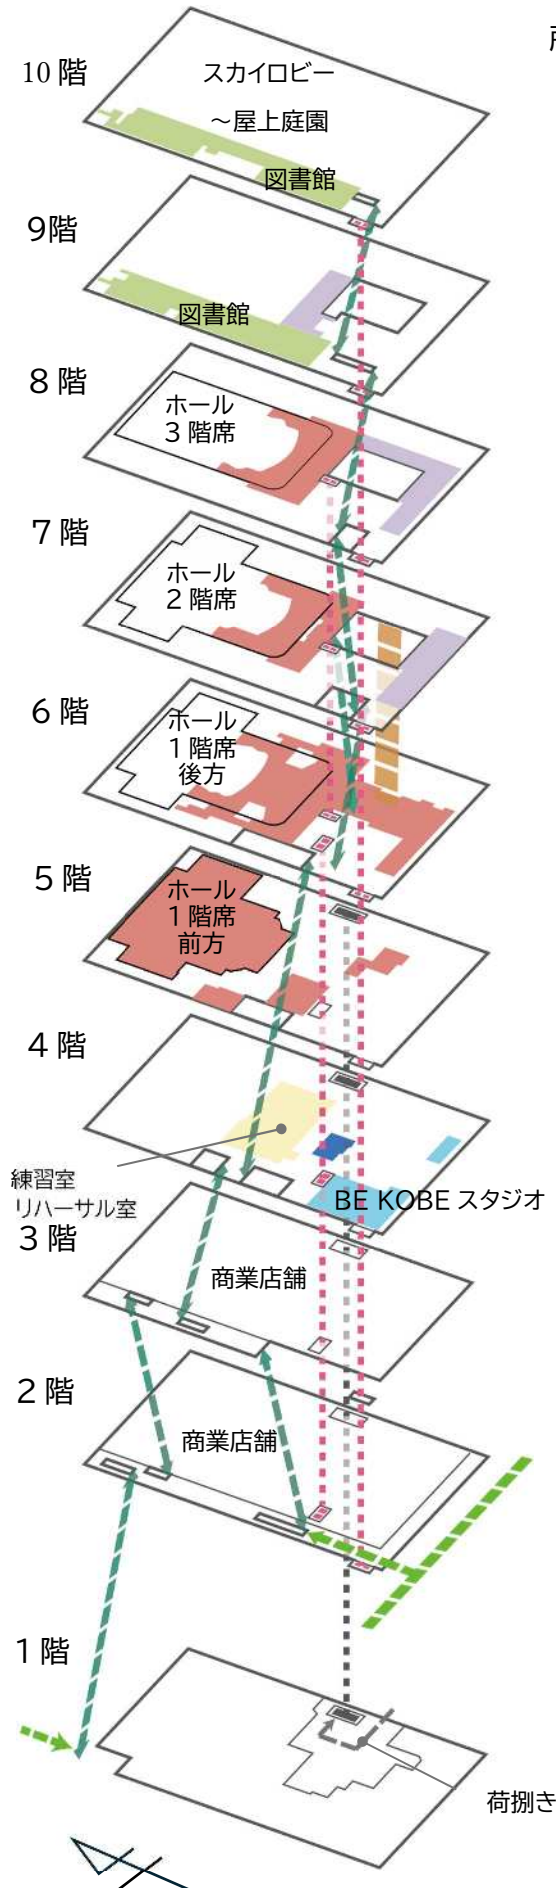 10 階
スカイロビー
～屋上庭園
図書館
9階
図書館
8 階
ホール
3 階席
7 階
ホール
2 階席
6 階
ホール
1 階席
後方
5 階
ホール
1 階席
前方
4 階
練習室
リハーサル室
BE KOBE スタジオ
3 階
商業店舗
2 階
商業店舗
1 階
荷捌き